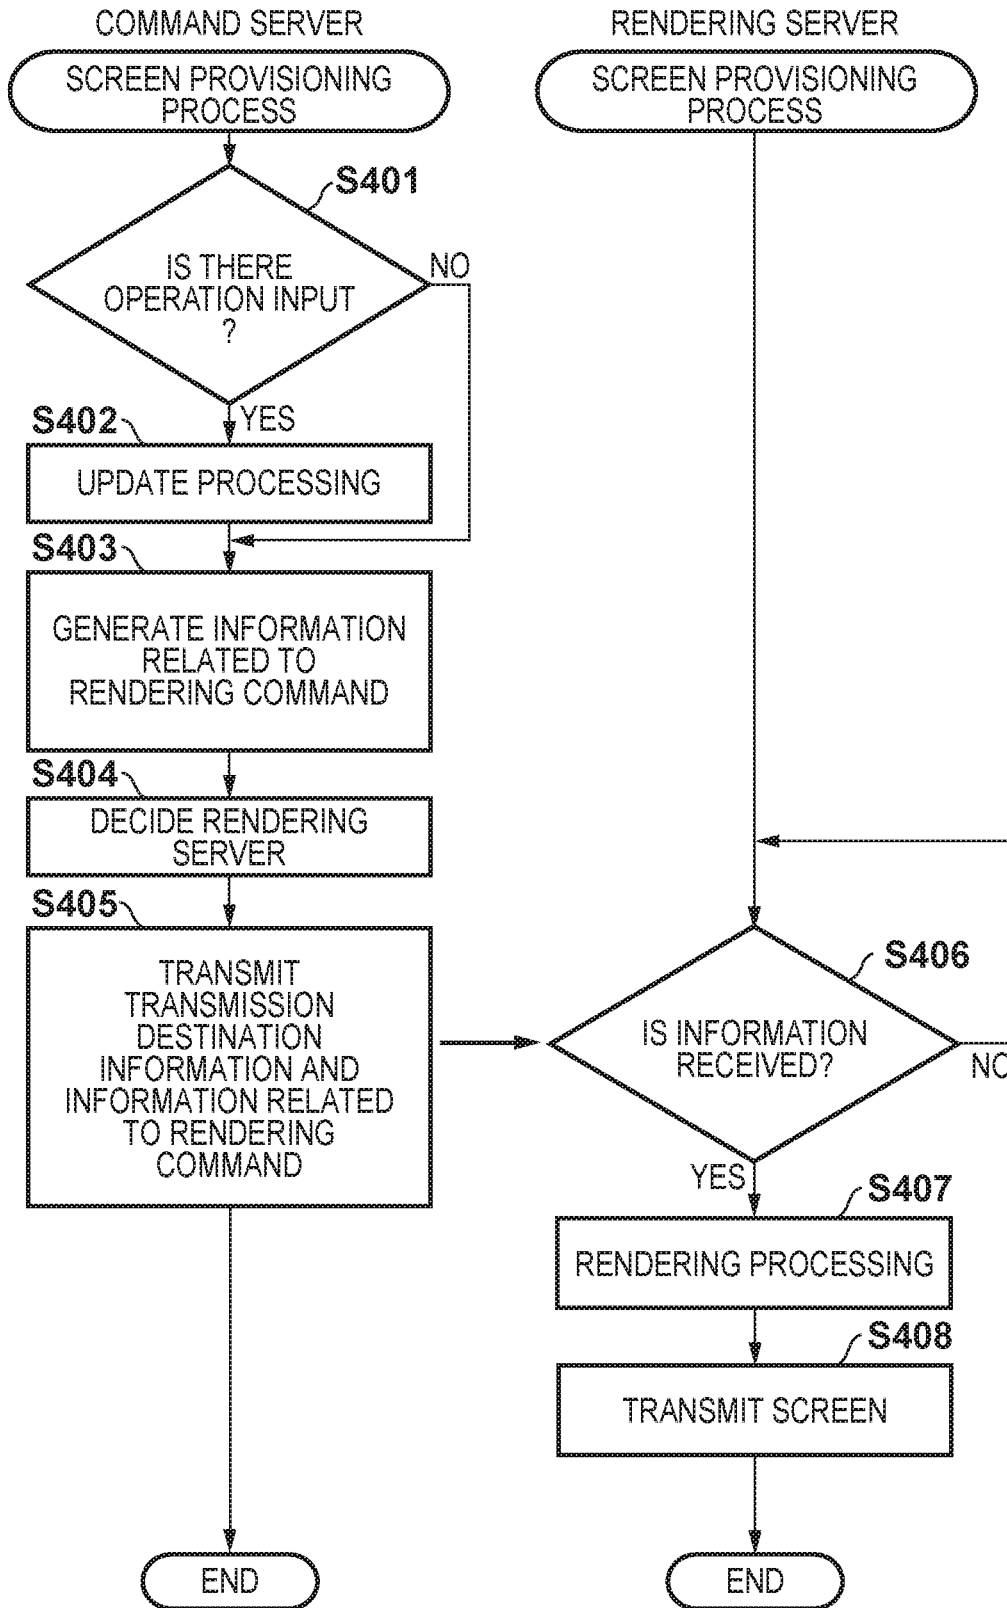 COMMAND SERVER
SCREEN PROVISIONING
PROCESS
S401
IS THERE
OPERATION INPUT
?
NO
YES
S402
UPDATE PROCESSING
S403
GENERATE INFORMATION
RELATED TO
RENDERING COMMAND
S404
DECIDE RENDERING
SERVER
S405
TRANSMIT
TRANSMISSION
DESTINATION
INFORMATION AND
INFORMATION RELATED
TO RENDERING
COMMAND
END
RENDERING SERVER
SCREEN PROVISIONING
PROCESS
S406
IS INFORMATION
RECEIVED?
NO
YES
S407
RENDERING PROCESSING
S408
TRANSMIT SCREEN
END